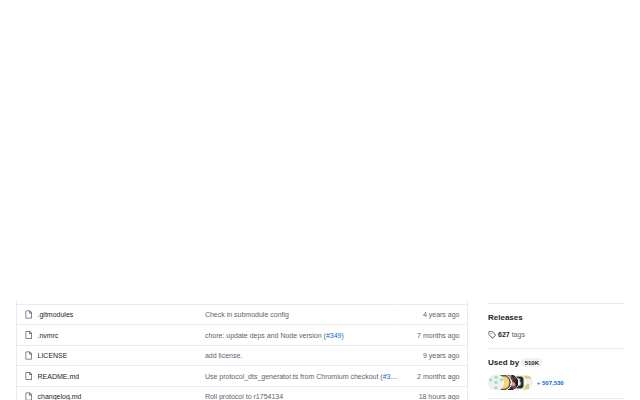 .gitmodules Check in submodule config 4 years ago
.nvmrc chore: update deps and Node version (#349) 7 months ago
LICENSE add license. 9 years ago
README.md Use protocol_dts_generator.ts from Chromium checkout (#3... 2 months ago
changelog.md Roll protocol to r1754134 18 hours ago
Releases
627 tags
Used by 510K
+ 507,530